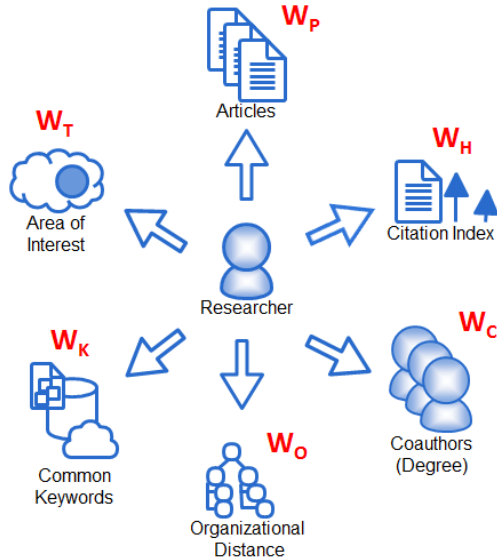 W_P
Articles
W_T
Area of
Interest
W_H
Citation Index
Researcher
W_K
Common
Keywords
W_O
Organizational
Distance
W_C
Coauthors
(Degree)